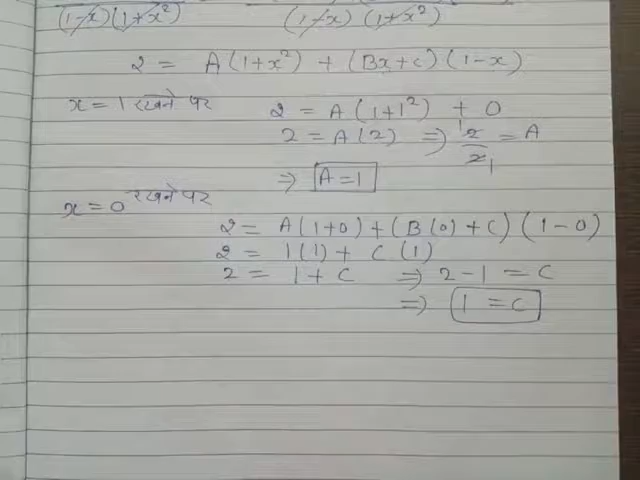 (1-x)(1+x²) (1-x)(1+x²)
2 = A(1+x²) + (Bx+c)(1-x)
x=1 रखने पर 2 = A(1+1²) + 0
2 = A(2) ⇒ 1 2/2 1 = A
⇒ A=1
x=0 रखने पर
2 = A(1+0)+(B(0)+c)(1-0)
2 = 1(1) + C(1)
2 = 1+C ⇒ 2-1 = C
⇒ 1 = C